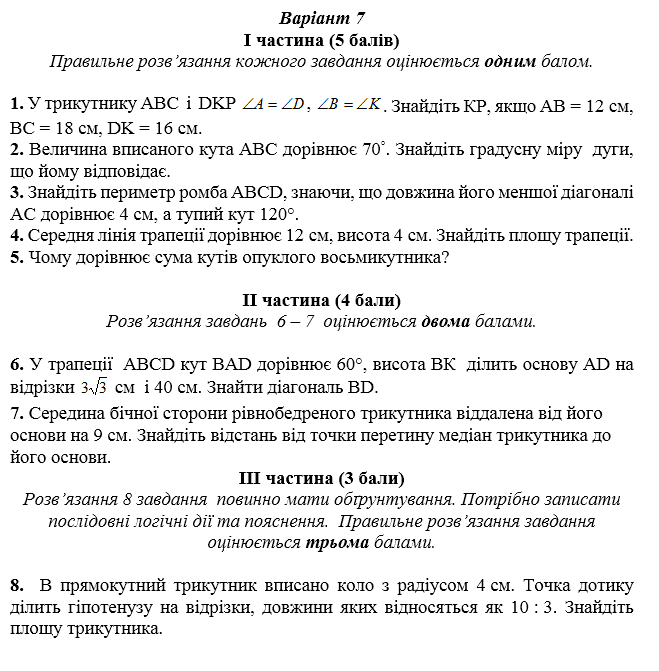 Варіант 7
І частина (5 балів)
Правильне розв’язання кожного завдання оцінюється одним балом.
1. У трикутнику ABC і DKP ∠A = ∠D, ∠B = ∠K. Знайдіть KP, якщо AB = 12 см,
BC = 18 см, DK = 16 см.
2. Величина вписаного кута ABC дорівнює 70˚. Знайдіть градусну міру дуги,
що йому відповідає.
3. Знайдіть периметр ромба ABCD, знаючи, що довжина його меншої діагоналі
AC дорівнює 4 см, а тупий кут 120°.
4. Середня лінія трапеції дорівнює 12 см, висота 4 см. Знайдіть площу трапеції.
5. Чому дорівнює сума кутів опуклого восьмикутника?
ІІ частина (4 бали)
Розв’язання завдань 6 – 7 оцінюється двома балами.
6. У трапеції ABCD кут BAD дорівнює 60°, висота BK ділить основу AD на
відрізки 3√3 см і 40 см. Знайти діагональ BD.
7. Середина бічної сторони рівнобедреного трикутника віддалена від його
основи на 9 см. Знайдіть відстань від точки перетину медіан трикутника до
його основи.
ІІІ частина (3 бали)
Розв’язання 8 завдання повинно мати обґрунтування. Потрібно записати
послідовні логічні дії та пояснення. Правильне розв’язання завдання
оцінюється трьома балами.
8. В прямокутний трикутник вписано коло з радіусом 4 см. Точка дотику
ділить гіпотенузу на відрізки, довжини яких відносяться як 10 : 3. Знайдіть
площу трикутника.